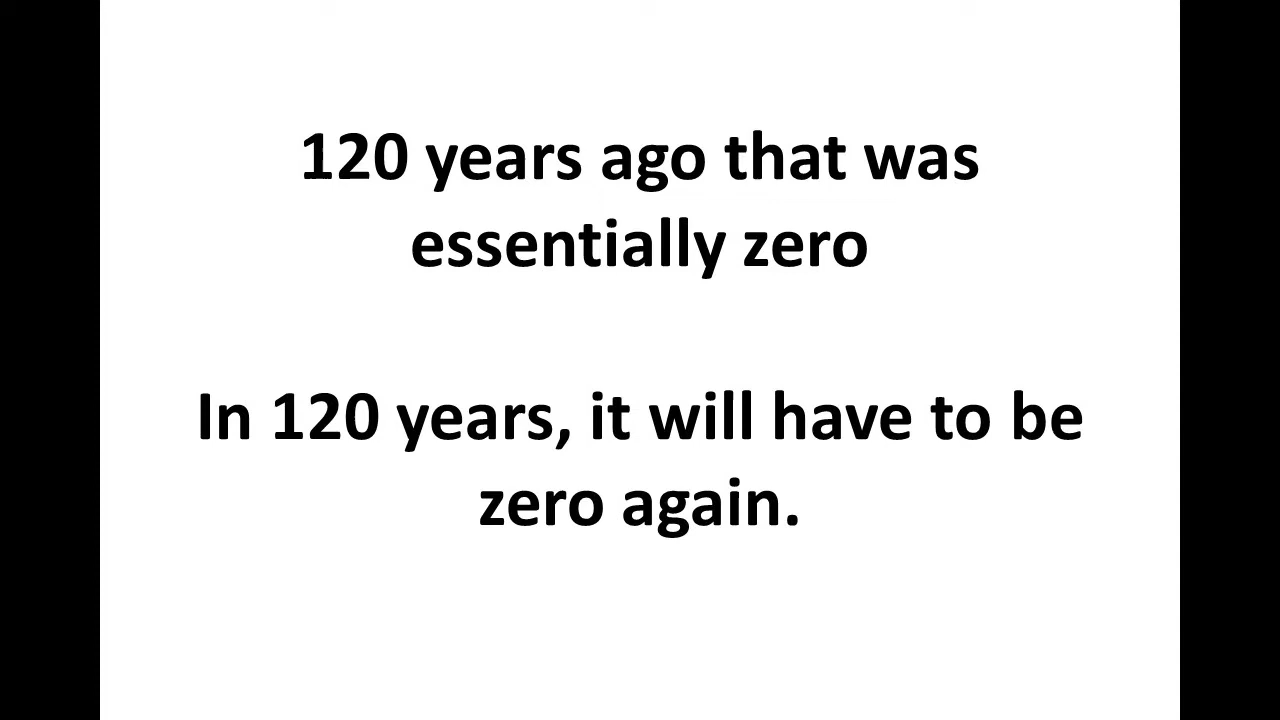 120 years ago that was
essentially zero
In 120 years, it will have to be
zero again.